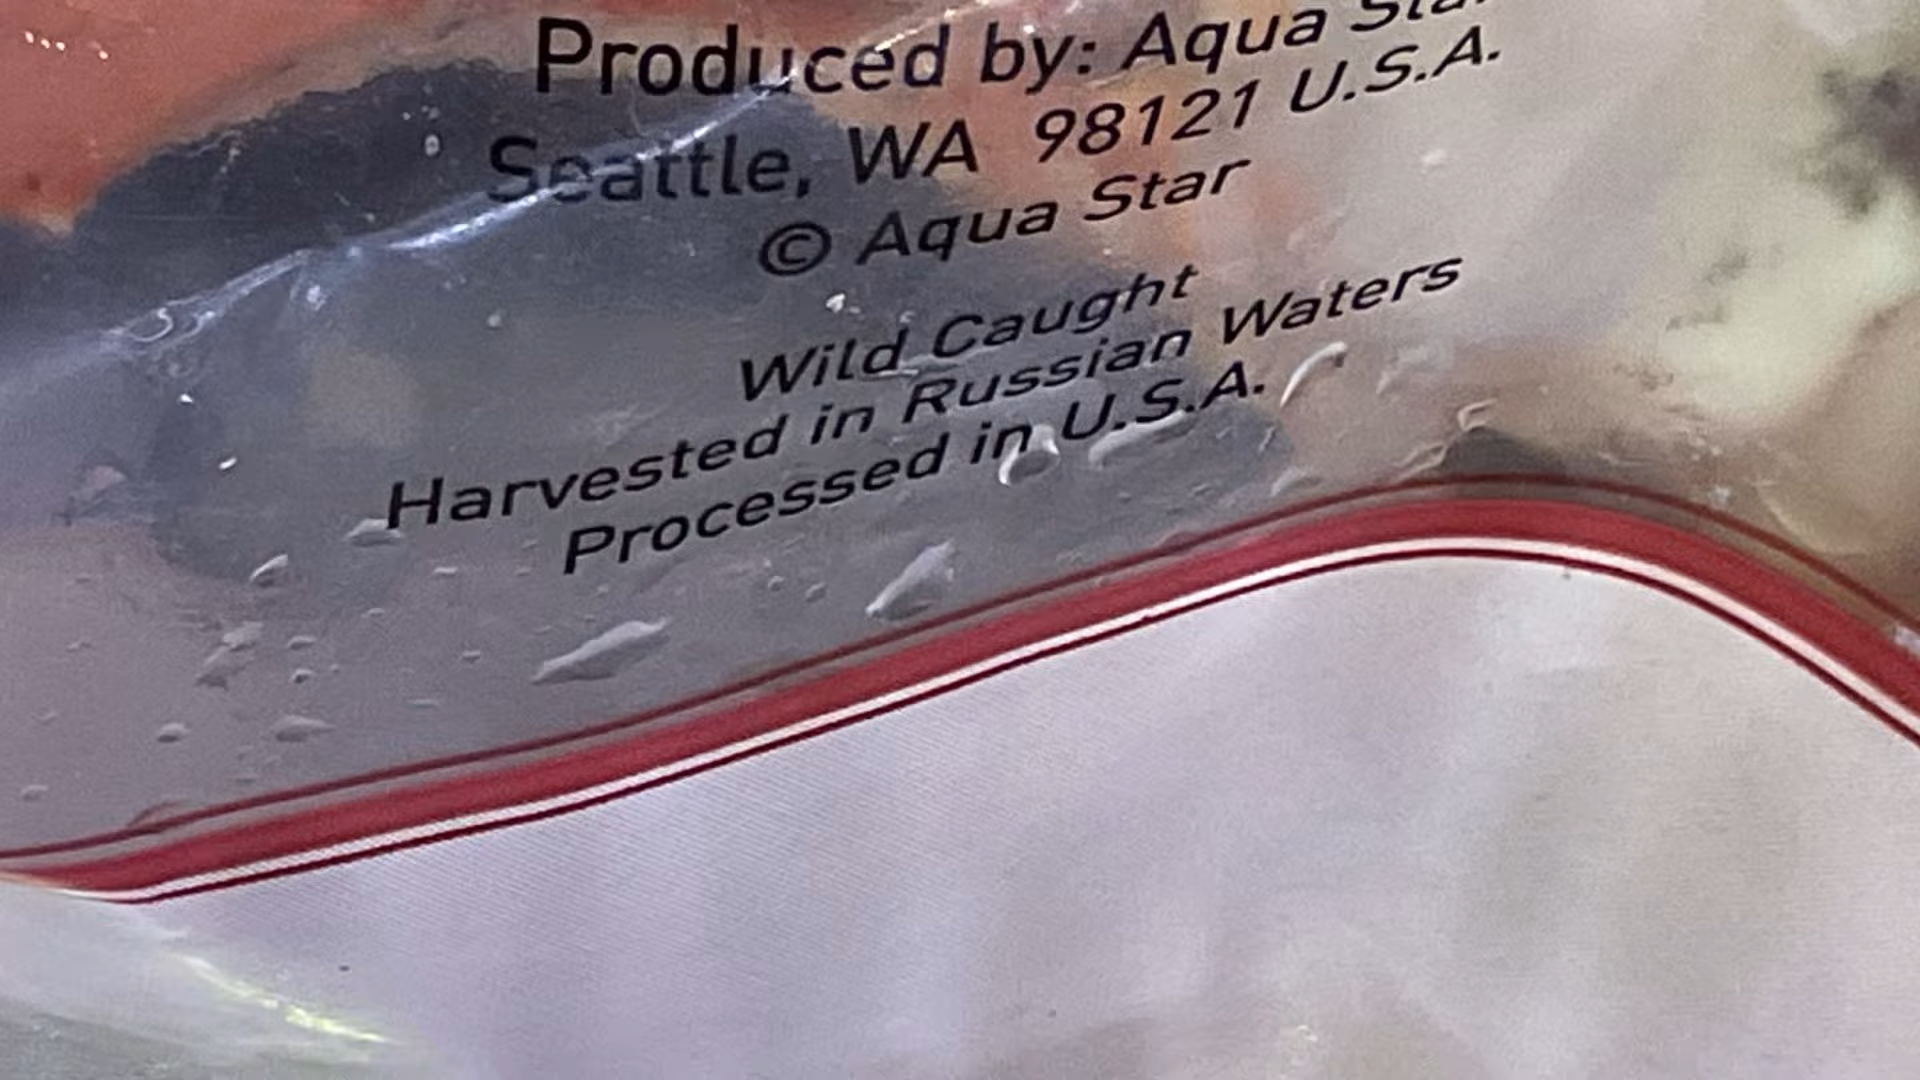 Produced by: Aqua Star
Seattle, WA 98121 U.S.A.
© Aqua Star
Wild Caught
Harvested in Russian Waters
Processed in U.S.A.